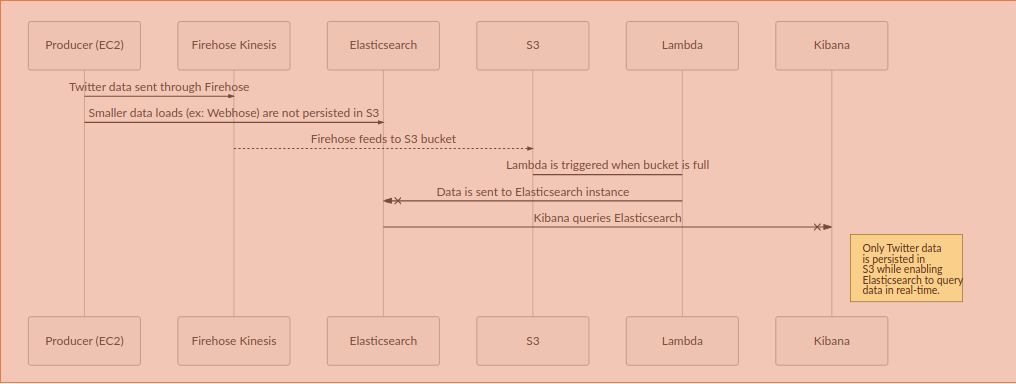 Producer (EC2)
Firehose Kinesis
Elasticsearch
S3
Lambda
Kibana
Twitter data sent through Firehose
Smaller data loads (ex: Webhose) are not persisted in S3
Firehose feeds to S3 bucket
Lambda is triggered when bucket is full
Data is sent to Elasticsearch instance
Kibana queries Elasticsearch
Only Twitter data
is persisted in
S3 while enabling
Elasticsearch to query
data in real-time.
Producer (EC2)
Firehose Kinesis
Elasticsearch
S3
Lambda
Kibana